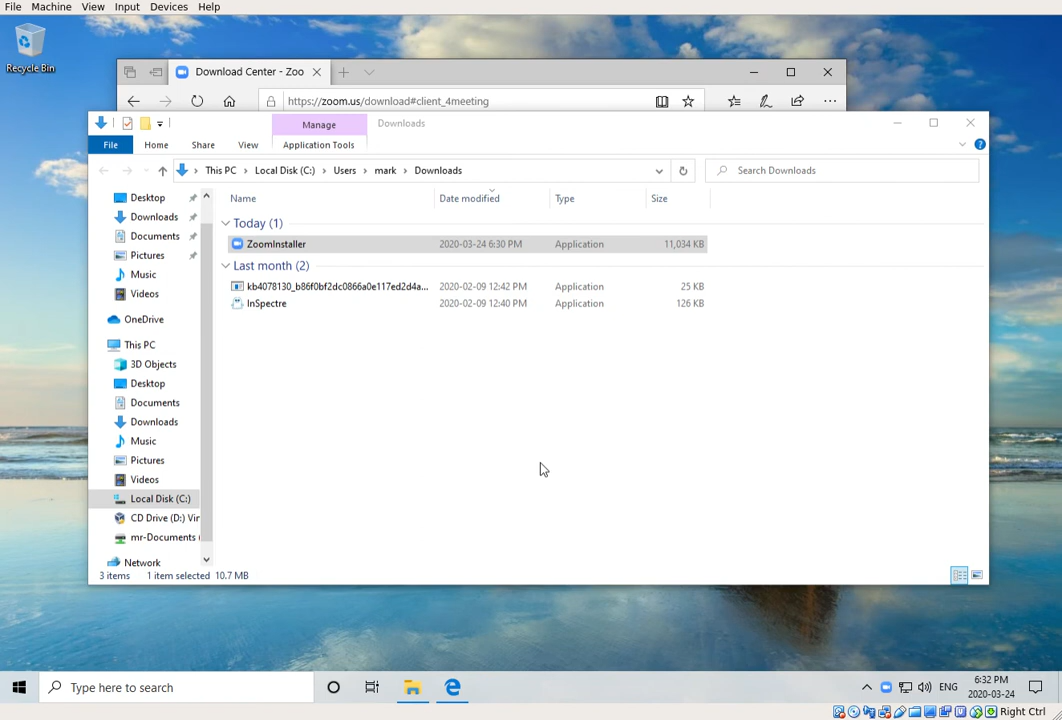 File Machine View Input Devices Help
Recycle Bin
Download Center - Zoo
https://zoom.us/download#client_4meeting
Manage Downloads
File Home Share View Application Tools
This PC Local Disk (C:) Users mark Downloads
Search Downloads
Name Date modified Type Size
Today (1)
ZoomInstaller 2020-03-24 6:30 PM Application 11,034 KB
Last month (2)
kb4078130_b86f0bf2dc0866a0e117ed2d4a... 2020-02-09 12:42 PM Application 25 KB
InSpectre 2020-02-09 12:40 PM Application 126 KB
Desktop
Downloads
Documents
Pictures
Music
Videos
OneDrive
This PC
3D Objects
Desktop
Documents
Downloads
Music
Pictures
Videos
Local Disk (C:)
CD Drive (D:) Vir
mr-Documents (
Network
3 items 1 item selected 10.7 MB
Type here to search
ENG
6:32 PM
2020-03-24
Right Ctrl